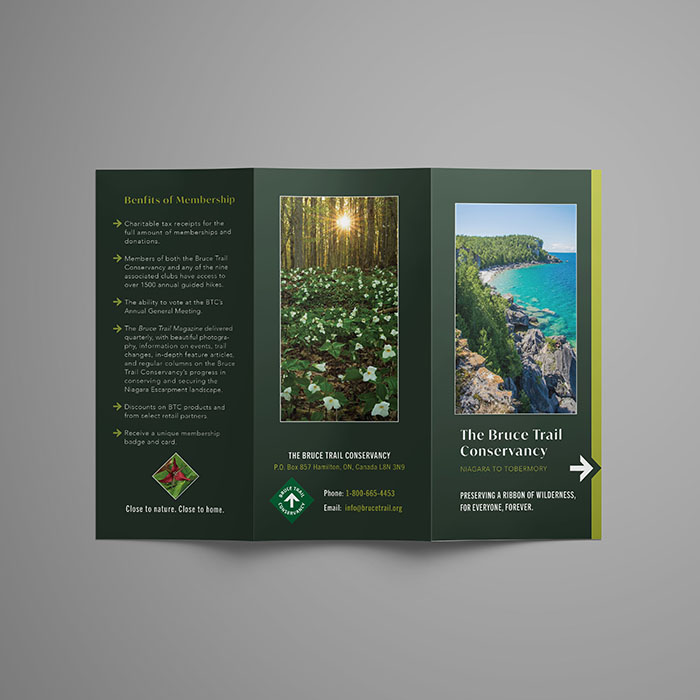 Benfits of Membership
Charitable tax receipts for the
full amount of memberships and
donations.
Members of both the Bruce Trail
Conservancy and any of the nine
associated clubs have access to
over 1500 annual guided hikes.
The ability to vote at the BTC's
Annual General Meeting.
The Bruce Trail Magazine delivered
quarterly, with beautiful photogra-
phy, information on events, trail
changes, in-depth feature articles,
and regular columns on the Bruce
Trail Conservancy's progress in
conserving and securing the
Niagara Escarpment landscape.
Discounts on BTC products and
from select retail partners.
Receive a unique membership
badge and card.
Close to nature. Close to home.
THE BRUCE TRAIL CONSERVANCY
P.O. Box 857 Hamilton, ON, Canada L8N 3N9
BRUCE TRAIL
CONSERVANCY
Phone: 1-800-665-4453
Email: info@brucetrail.org
The Bruce Trail
Conservancy
NIAGARA TO TOBERMORY
PRESERVING A RIBBON OF WILDERNESS,
FOR EVERYONE, FOREVER.